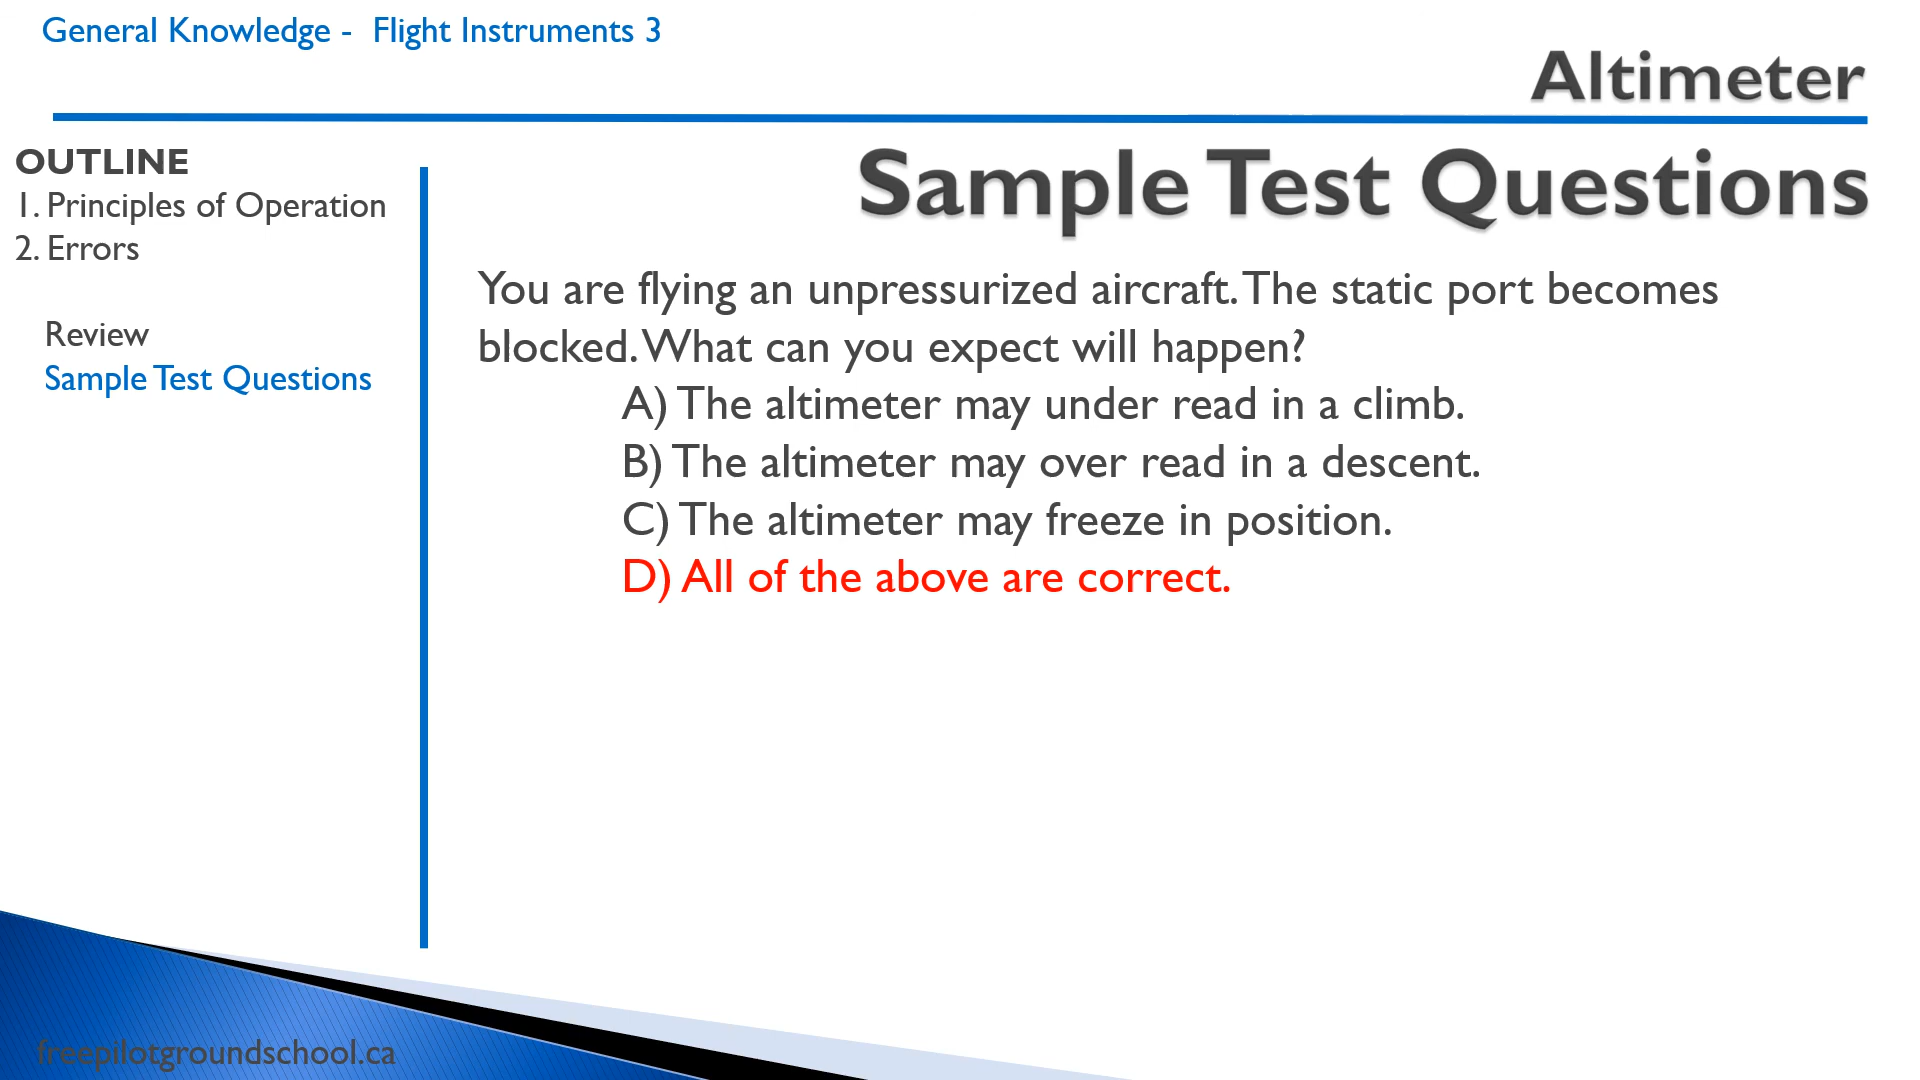 General Knowledge - Flight Instruments 3
Altimeter
OUTLINE
1. Principles of Operation
2. Errors
Review
Sample Test Questions
Sample Test Questions
You are flying an unpressurized aircraft. The static port becomes
blocked. What can you expect will happen?
A) The altimeter may under read in a climb.
B) The altimeter may over read in a descent.
C) The altimeter may freeze in position.
D) All of the above are correct.
freepilotgroundschool.ca